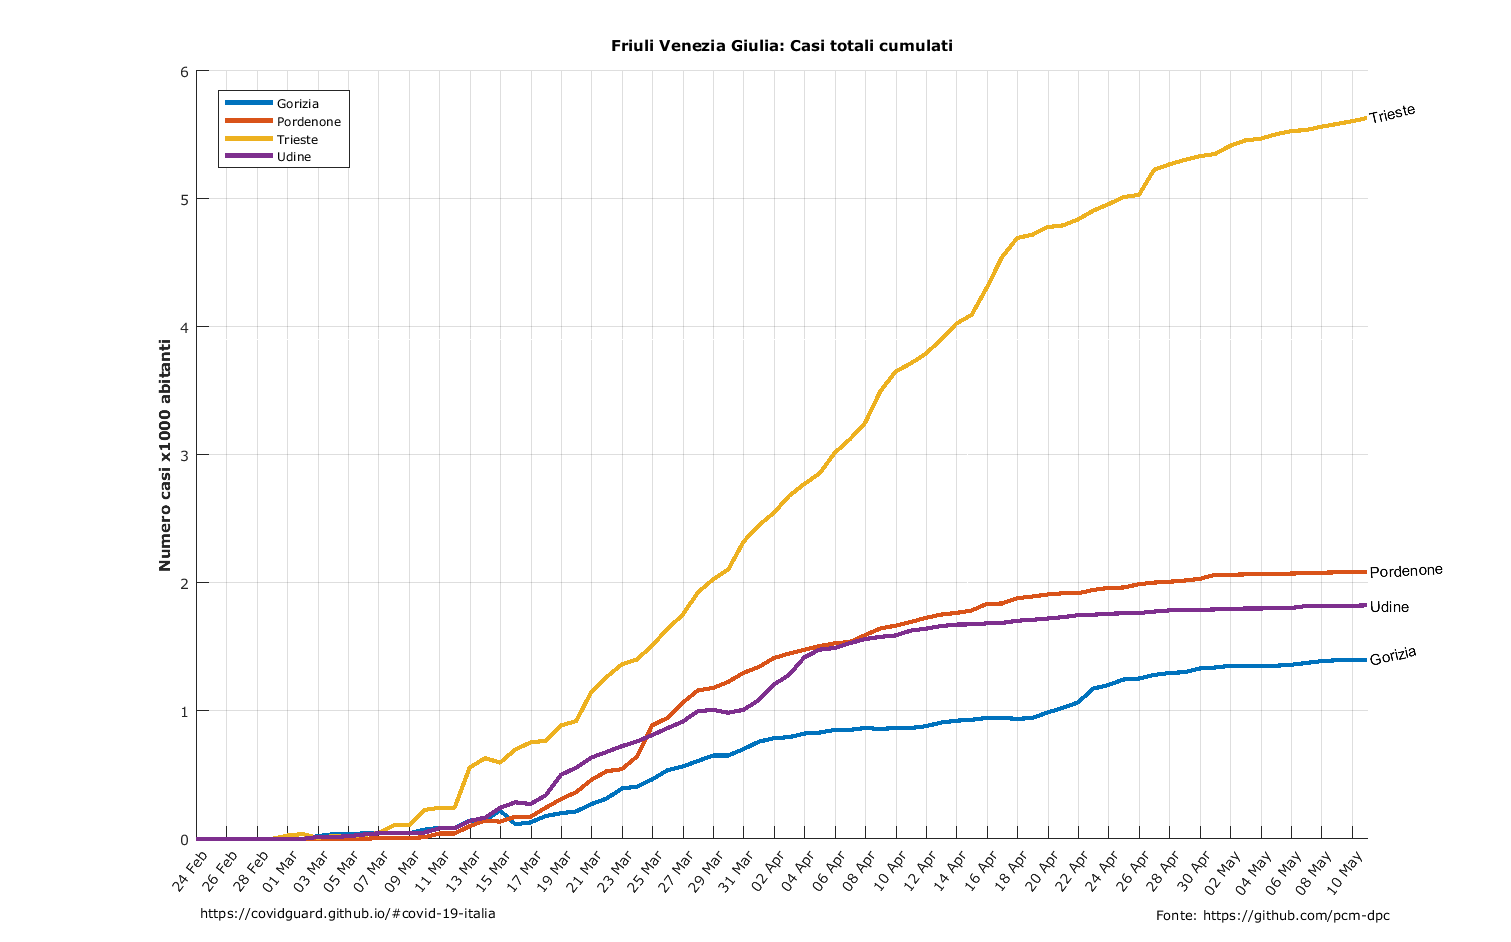 Friuli Venezia Giulia: Casi totali cumulati
6
5
4
3
2
1
0
Numero casi x1000 abitanti
Gorizia
Pordenone
Trieste
Udine
Trieste
Pordenone
Udine
Gorizia
24 Feb
26 Feb
28 Feb
01 Mar
03 Mar
05 Mar
07 Mar
09 Mar
11 Mar
13 Mar
15 Mar
17 Mar
19 Mar
21 Mar
23 Mar
25 Mar
27 Mar
29 Mar
31 Mar
02 Apr
04 Apr
06 Apr
08 Apr
10 Apr
12 Apr
14 Apr
16 Apr
18 Apr
20 Apr
22 Apr
24 Apr
26 Apr
28 Apr
30 Apr
02 May
04 May
06 May
08 May
10 May
https://covidguard.github.io/#covid-19-italia
Fonte: https://github.com/pcm-dpc